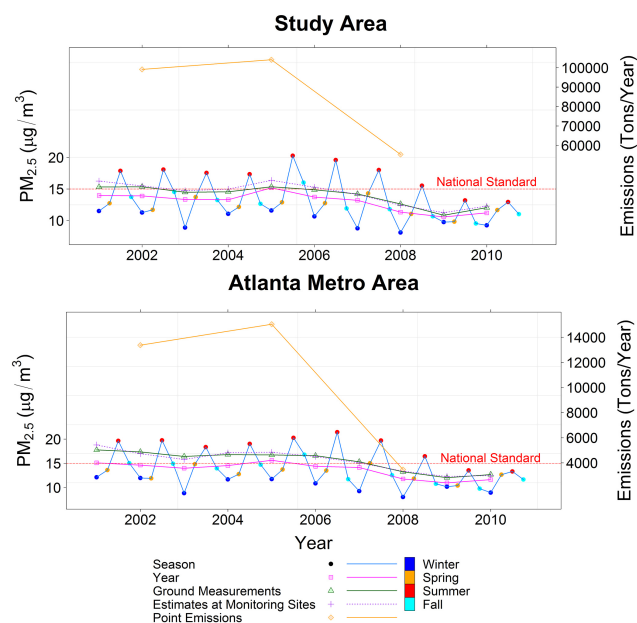 Study Area
PM2.5 (µg/m3)
20
15
10
National Standard
100000
90000
80000
70000
60000
Emissions (Tons/Year)
2002 2004 2006 2008 2010
Atlanta Metro Area
PM2.5 (µg/m3)
20
15
10
National Standard
14000
12000
10000
8000
6000
4000
Emissions (Tons/Year)
2002 2004 2006 2008 2010
Year
Season
Year
Ground Measurements
Estimates at Monitoring Sites
Point Emissions
Winter
Spring
Summer
Fall